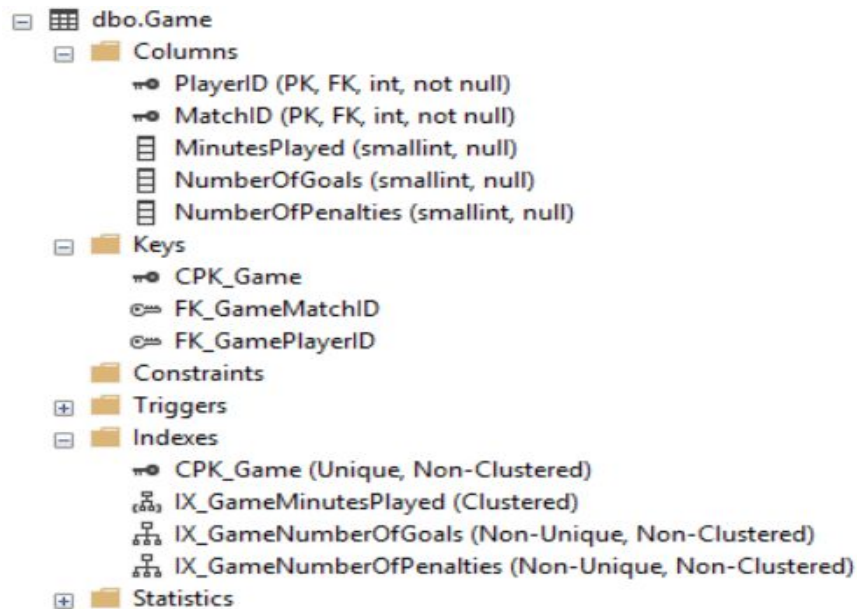 dbo.Game
Columns
PlayerID (PK, FK, int, not null)
MatchID (PK, FK, int, not null)
MinutesPlayed (smallint, null)
NumberOfGoals (smallint, null)
NumberOfPenalties (smallint, null)
Keys
CPK_Game
FK_GameMatchID
FK_GamePlayerID
Constraints
Triggers
Indexes
CPK_Game (Unique, Non-Clustered)
IX_GameMinutesPlayed (Clustered)
IX_GameNumberOfGoals (Non-Unique, Non-Clustered)
IX_GameNumberOfPenalties (Non-Unique, Non-Clustered)
Statistics